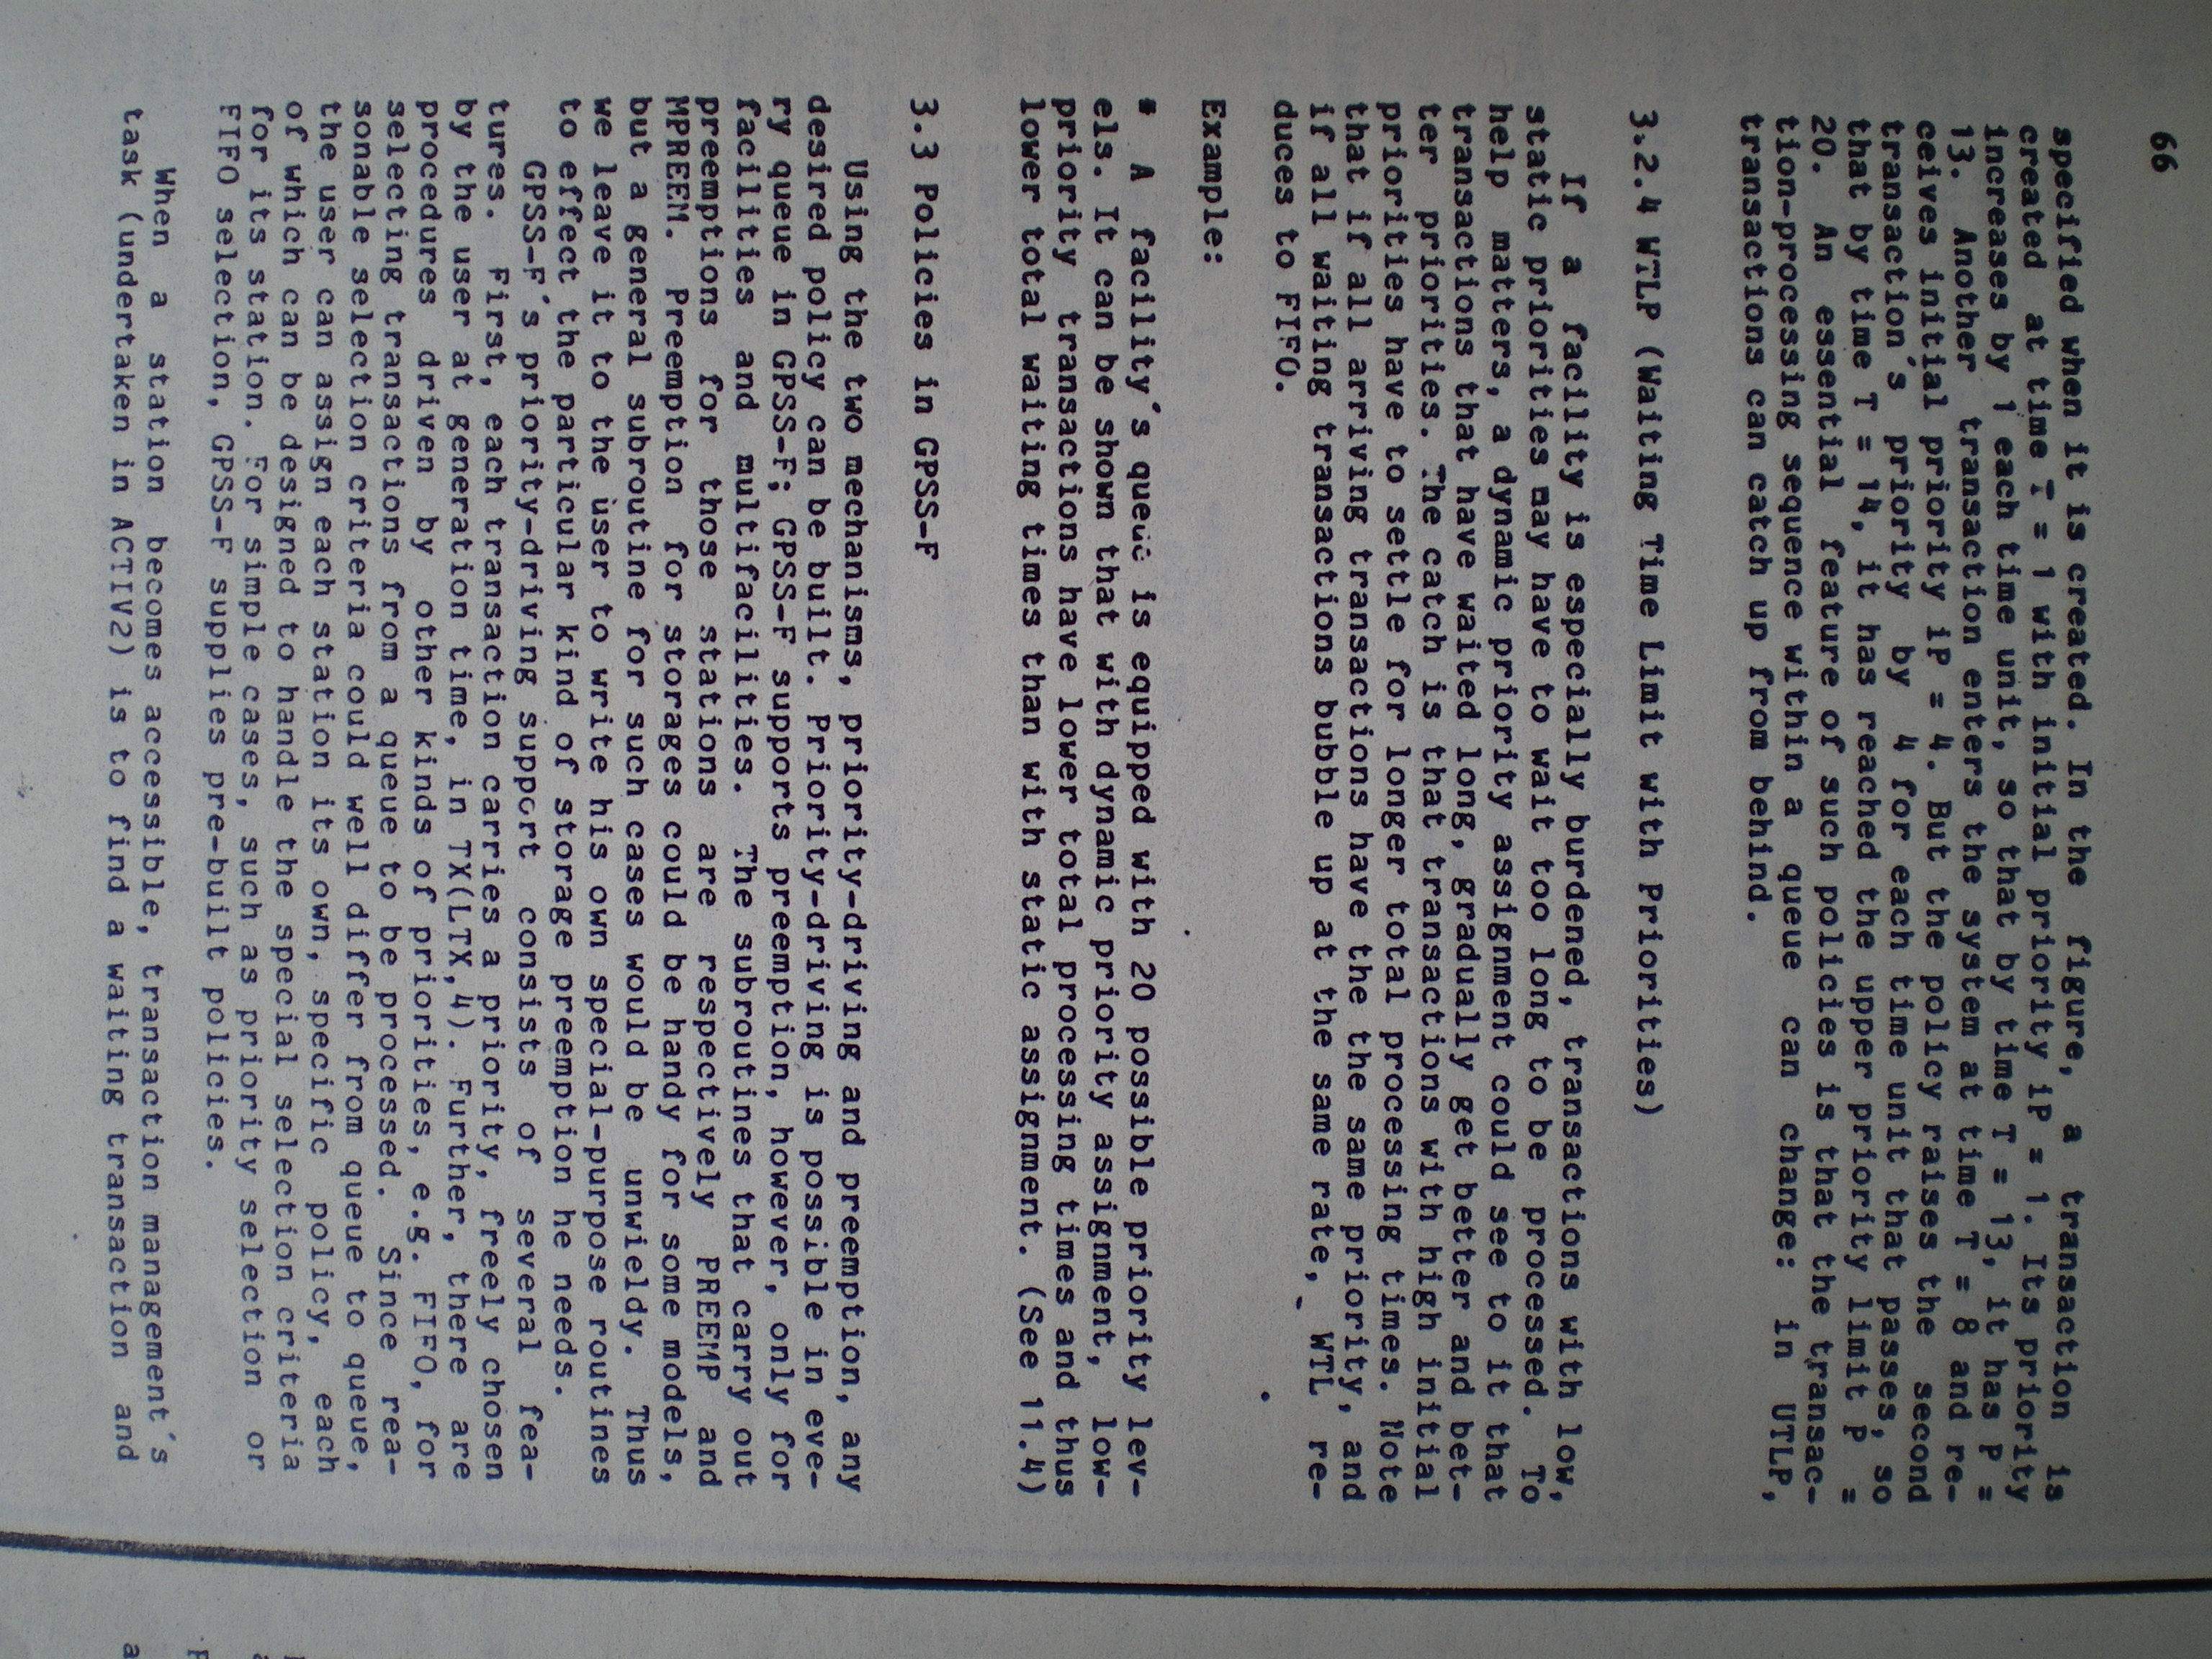 66
specified when it is created. In the figure, a transaction is
created at time T = 1 with initial priority iP = 1. Its priority
increases by 1 each time unit, so that by time T = 13, it has P =
13. Another transaction enters the system at time T = 8 and re-
ceives initial priority iP = 4. But the policy raises the second
transaction´s priority by 4 for each time unit that passes, so
that by time T = 14, it has reached the upper priority limit P =
20. An essential feature of such policies is that the transac-
tion-processing sequence within a queue can change: in UTLP,
transactions can catch up from behind.
3.2.4 WTLP (Waiting Time Limit with Priorities)
If a facility is especially burdened, transactions with low,
static priorities may have to wait too long to be processed. To
help matters, a dynamic priority assignment could see to it that
transactions that have waited long, gradually get better and bet-
ter priorities. The catch is that transactions with high initial
priorities have to settle for longer total processing times. Note
that if all arriving transactions have the same priority, and
if all waiting transactions bubble up at the same rate, WTL re-
duces to FIFO.
Example:
* A facility´s queue is equipped with 20 possible priority lev-
els. It can be shown that with dynamic priority assignment, low-
priority transactions have lower total processing times and thus
lower total waiting times than with static assignment. (See 11.4)
3.3 Policies in GPSS-F
Using the two mechanisms, priority-driving and preemption, any
desired policy can be built. Priority-driving is possible in eve-
ry queue in GPSS-F; GPSS-F supports preemption, however, only for
facilities and multifacilities. The subroutines that carry out
preemptions for those stations are respectively PREEMP and
MPREEM. Preemption for storages could be handy for some models,
but a general subroutine for such cases would be unwieldy. Thus
we leave it to the user to write his own special-purpose routines
to effect the particular kind of storage preemption he needs.
GPSS-F´s priority-driving support consists of several fea-
tures. First, each transaction carries a priority, freely chosen
by the user at generation time, in TX(LTX,4). Further, there are
procedures driven by other kinds of priorities, e.g. FIFO, for
selecting transactions from a queue to be processed. Since rea-
sonable selection criteria could well differ from queue to queue,
the user can assign each station its own, specific policy, each
of which can be designed to handle the special selection criteria
for its station. For simple cases, such as priority selection or
FIFO selection, GPSS-F supplies pre-built policies.
When a station becomes accessible, transaction management´s
task (undertaken in ACTIV2) is to find a waiting transaction and